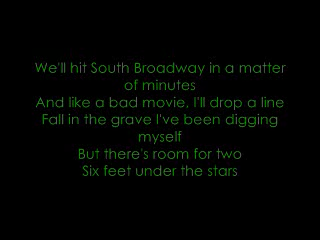 We'll hit South Broadway in a matter
of minutes
And like a bad movie, I'll drop a line
Fall in the grave I've been digging
myself
But there's room for two
Six feet under the stars